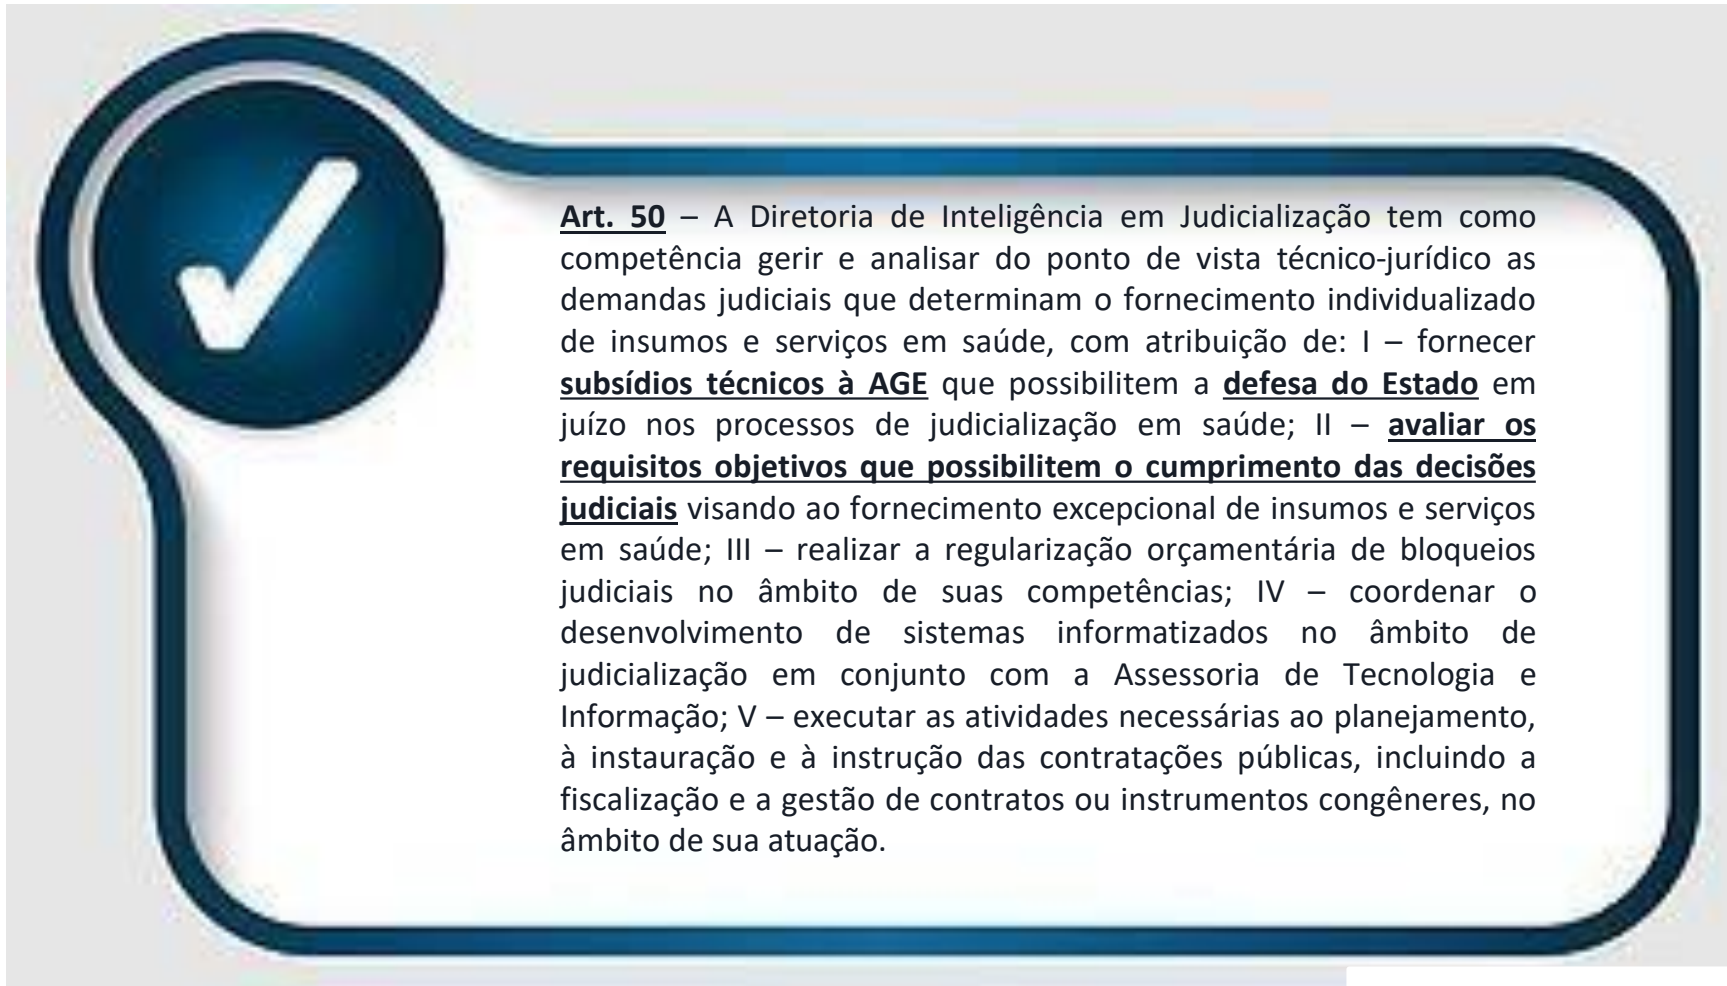 Art. 50 – A Diretoria de Inteligência em Judicialização tem como
competência gerir e analisar do ponto de vista técnico-jurídico as
demandas judiciais que determinam o fornecimento individualizado
de insumos e serviços em saúde, com atribuição de: I – fornecer
subsídios técnicos à AGE que possibilitem a defesa do Estado em
juízo nos processos de judicialização em saúde; II – avaliar os
requisitos objetivos que possibilitem o cumprimento das decisões
judiciais visando ao fornecimento excepcional de insumos e serviços
em saúde; III – realizar a regularização orçamentária de bloqueios
judiciais no âmbito de suas competências; IV – coordenar o
desenvolvimento de sistemas informatizados no âmbito de
judicialização em conjunto com a Assessoria de Tecnologia e
Informação; V – executar as atividades necessárias ao planejamento,
à instauração e à instrução das contratações públicas, incluindo a
fiscalização e a gestão de contratos ou instrumentos congêneres, no
âmbito de sua atuação.